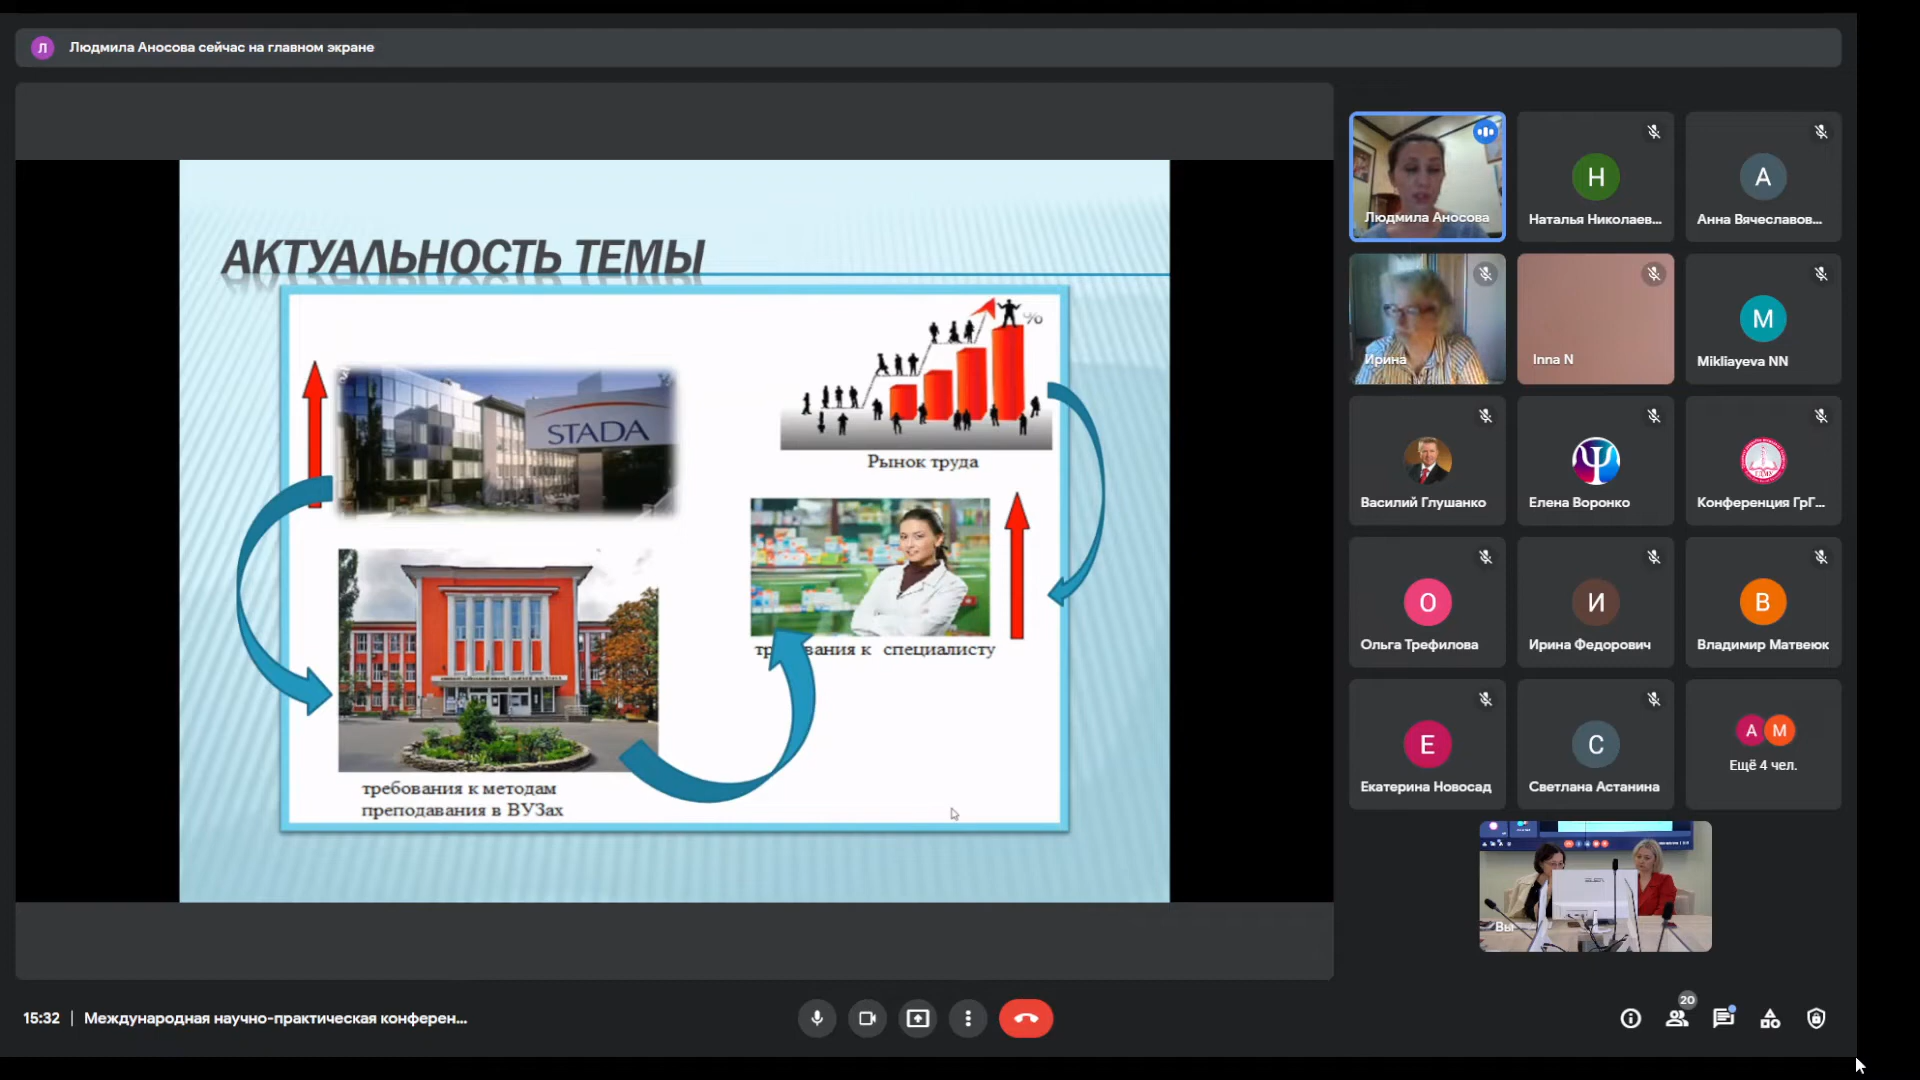 Л
Людмила Аносова сейчас на главном экране
АКТУАЛЬНОСТЬ ТЕМЫ
STADA
%
Рынок труда
требования к методам
преподавания в ВУЗах
к специалисту
Людмила Аносова
Н
Наталья Николаев...
А
Анна Вячеславов...
Ирина
Inna N
M
Mikliayeva NN
Василий Глушанко
Ψ
Елена Воронко
Конференция ГрГ...
О
Ольга Трефилова
И
Ирина Федорович
В
Владимир Матвеюк
Е
Екатерина Новосад
С
Светлана Астанина
А М
Ещё 4 чел.
Вы
15:32 | Международная научно-практическая конферен...
20